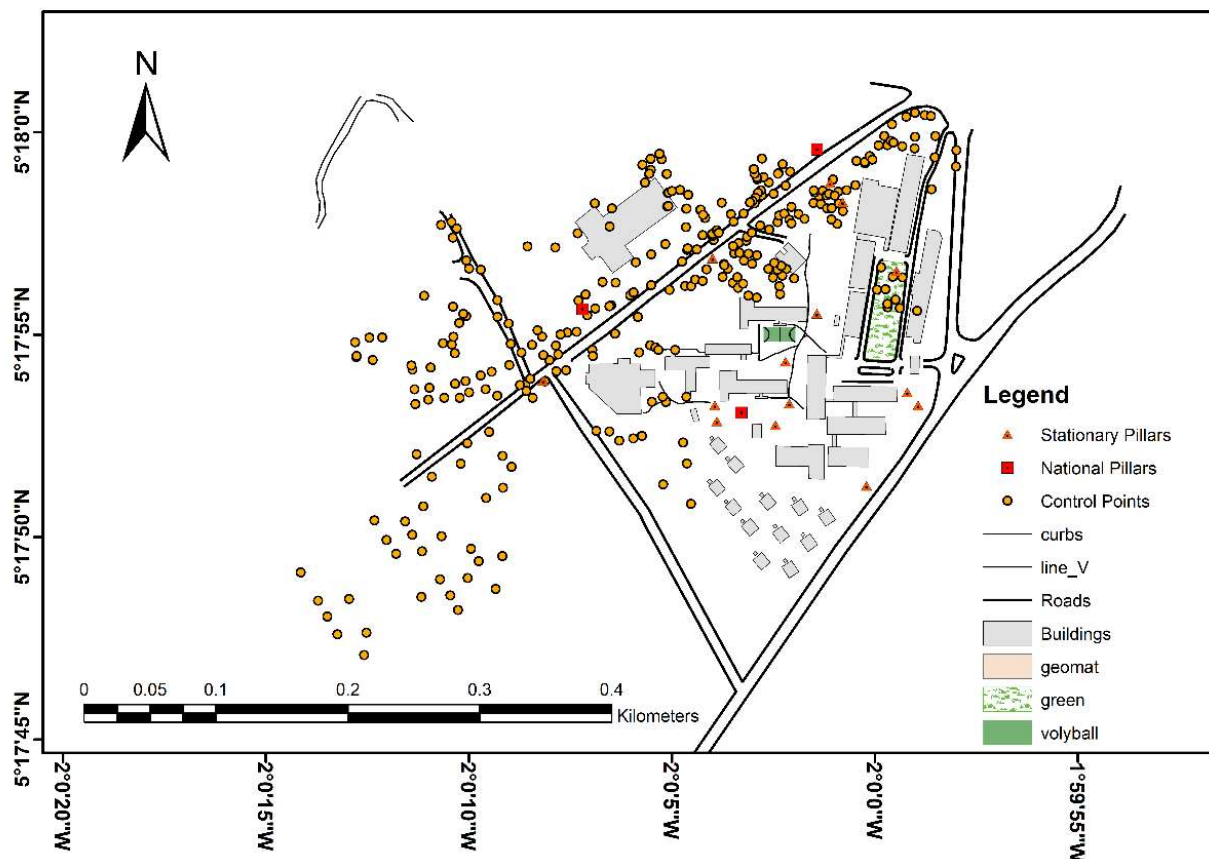 N
5°18'0"N
5°17'55"N
5°17'50"N
5°17'45"N
Legend
Stationary Pillars
National Pillars
Control Points
curbs
line_V
Roads
Buildings
geomat
green
volyball
0 0.05 0.1 0.2 0.3 0.4
Kilometers
2°0'20"W 2°0'15"W 2°0'10"W 2°0'5"W 2°0'0"W 1°59'55"W